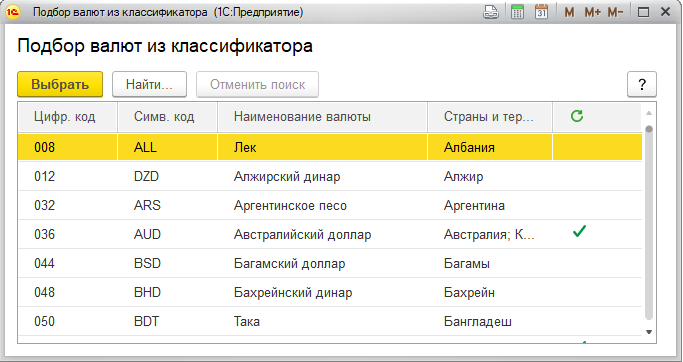 1С Подбор валют из классификатора (1С:Предприятие) 31 M M+ M−
Подбор валют из классификатора
Выбрать Найти... Отменить поиск ?
Цифр. код Симв. код Наименование валюты Страны и тер...
008 ALL Лек Албания
012 DZD Алжирский динар Алжир
032 ARS Аргентинское песо Аргентина
036 AUD Австралийский доллар Австралия; К...
044 BSD Багамский доллар Багамы
048 BHD Бахрейнский динар Бахрейн
050 BDT Така Бангладеш